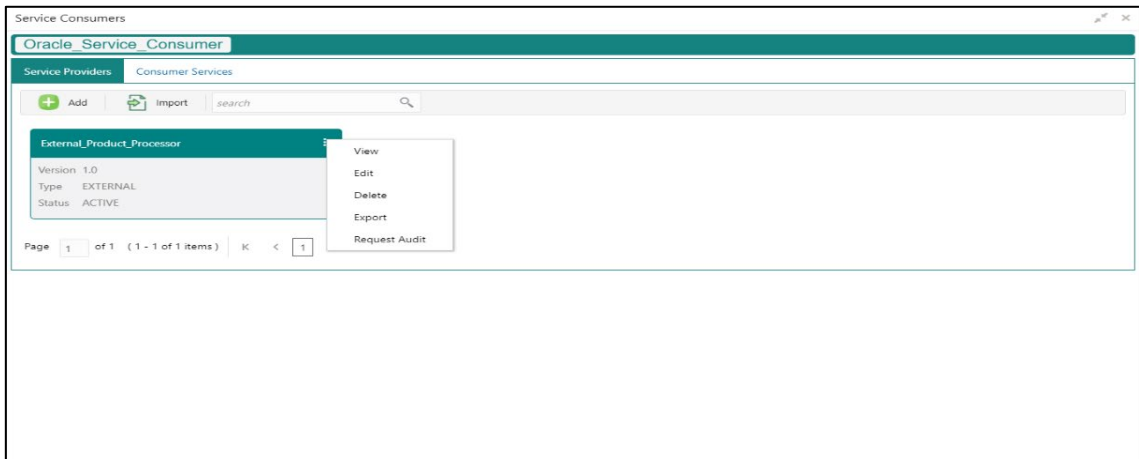 Service Consumers
Oracle_Service_Consumer
Service Providers Consumer Services
Add Import search
External_Product_Processor
Version 1.0
Type EXTERNAL
Status ACTIVE
View
Edit
Delete
Export
Request Audit
Page 1 of 1 (1 - 1 of 1 items) K < 1